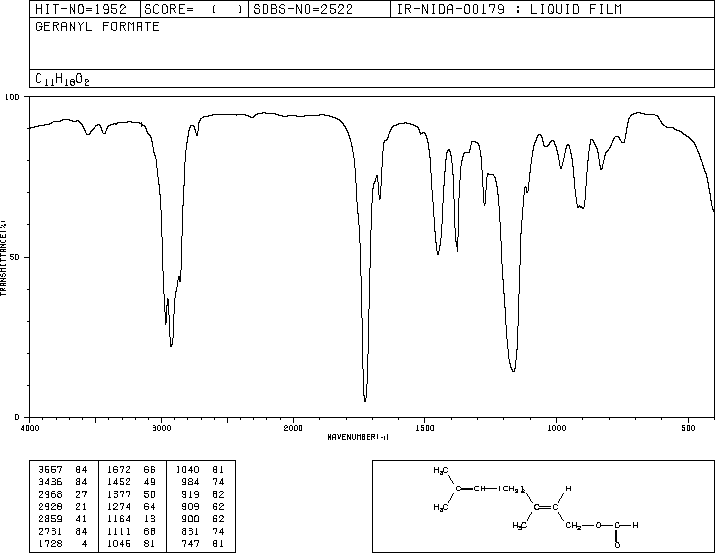 HIT-NO=1952 SCORE= ( ) SDBS-NO=2522 IR-NIDA-00179 : LIQUID FILM
GERANYL FORMATE
C11H18O2
100
50
0
TRANSMITTANCE(%)
4000 3000 2000 1500 1000 500
WAVENUMBER(-1)
3567 84 1672 66 1040 81
3436 84 1452 49 984 74
2968 27 1377 50 919 62
2928 21 1274 64 909 62
2859 41 1164 13 900 62
2731 84 1111 68 831 74
1728 4 1046 81 747 81
H3C
C CH (CH2)2 H
H3C C C
H3C CH2 O C H
O